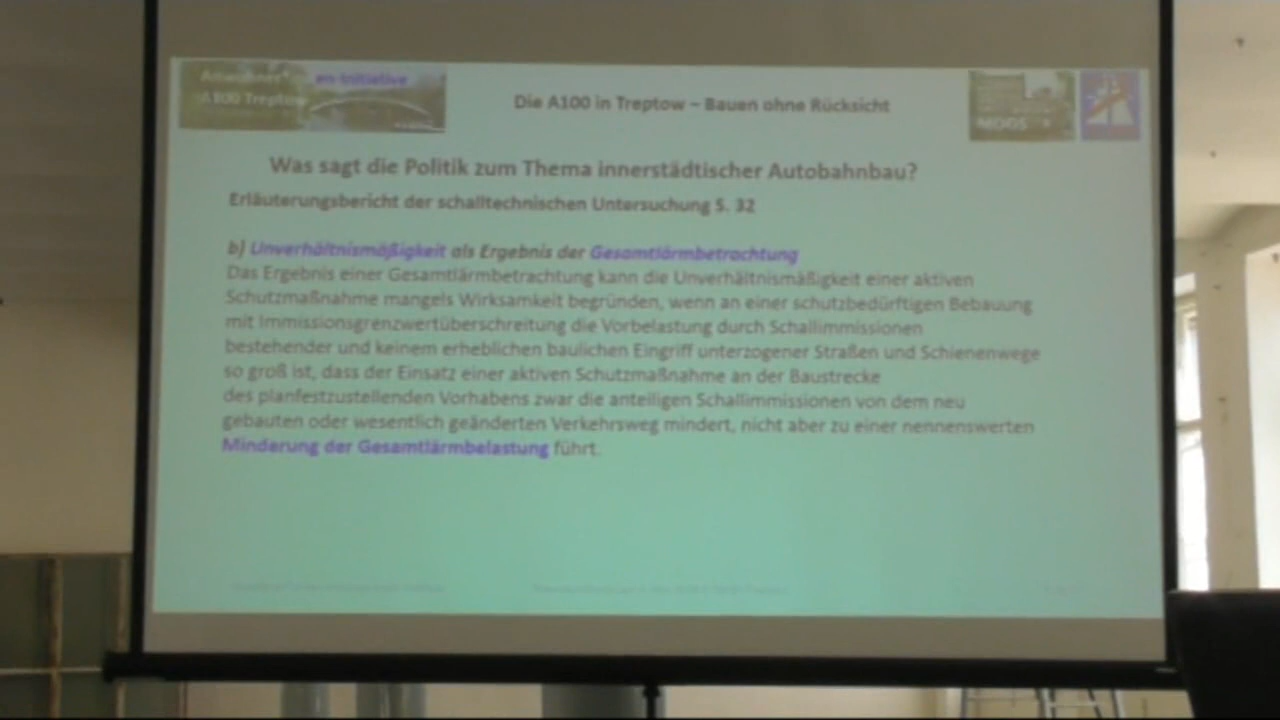 A100 Treptow
en-Initiative
Die A100 in Treptow – Bauen ohne Rücksicht
Was sagt die Politik zum Thema innerstädtischer Autobahnbau?
Erläuterungsbericht der schalltechnischen Untersuchung S. 32
b) Unverhältnismäßigkeit als Ergebnis der Gesamtlärmbetrachtung
Das Ergebnis einer Gesamtlärmbetrachtung kann die Unverhältnismäßigkeit einer aktiven
Schutzmaßnahme mangels Wirksamkeit begründen, wenn an einer schutzbedürftigen Bebauung
mit Immissionsgrenzwertüberschreitung die Vorbelastung durch Schallimmissionen
bestehender und keinem erheblichen baulichen Eingriff unterzogener Straßen und Schienenwege
so groß ist, dass der Einsatz einer aktiven Schutzmaßnahme an der Baustrecke
des planfestzustellenden Vorhabens zwar die anteiligen Schallimmissionen von dem neu
gebauten oder wesentlich geänderten Verkehrsweg mindert, nicht aber zu einer nennenswerten
Minderung der Gesamtlärmbelastung führt.